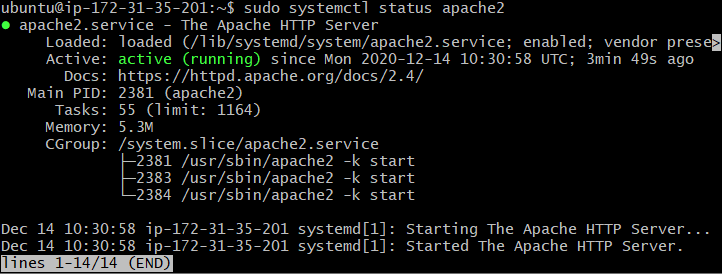 ubuntu@ip-172-31-35-201:~$ sudo systemctl status apache2
● apache2.service - The Apache HTTP Server
     Loaded: loaded (/lib/systemd/system/apache2.service; enabled; vendor prese>
     Active: active (running) since Mon 2020-12-14 10:30:58 UTC; 3min 49s ago
       Docs: https://httpd.apache.org/docs/2.4/
   Main PID: 2381 (apache2)
      Tasks: 55 (limit: 1164)
     Memory: 5.3M
     CGroup: /system.slice/apache2.service
             ├─2381 /usr/sbin/apache2 -k start
             ├─2383 /usr/sbin/apache2 -k start
             └─2384 /usr/sbin/apache2 -k start
Dec 14 10:30:58 ip-172-31-35-201 systemd[1]: Starting The Apache HTTP Server...
Dec 14 10:30:58 ip-172-31-35-201 systemd[1]: Started The Apache HTTP Server.
lines 1-14/14 (END)